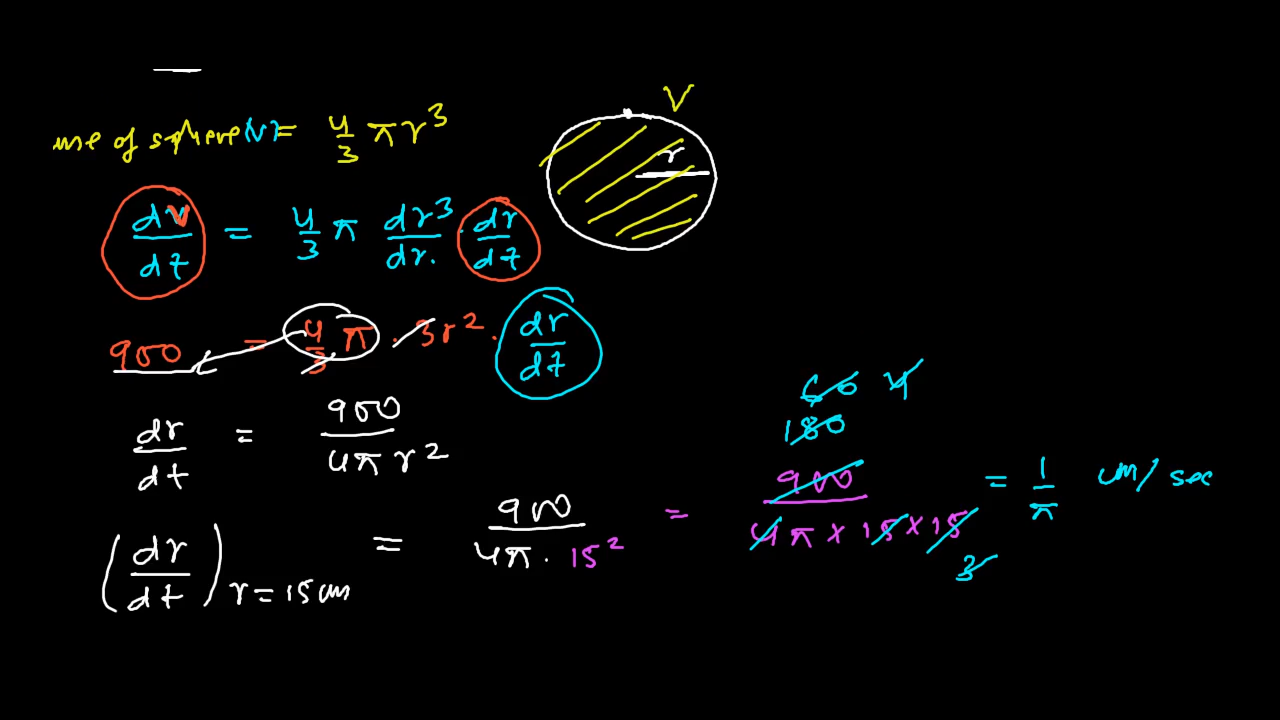 V
ume of sphere (V) = 4/3 π r³
r
dV/dt = 4/3 π dr³/dr · dr/dt
900 = 4/3 π · 3r² · dr/dt
60 4
180
dr/dt = 900/4πr²
(dr/dt) r = 15 cm = 900/4π · 15² = 900/4π × 15 × 15 = 1/π cm/sec
3